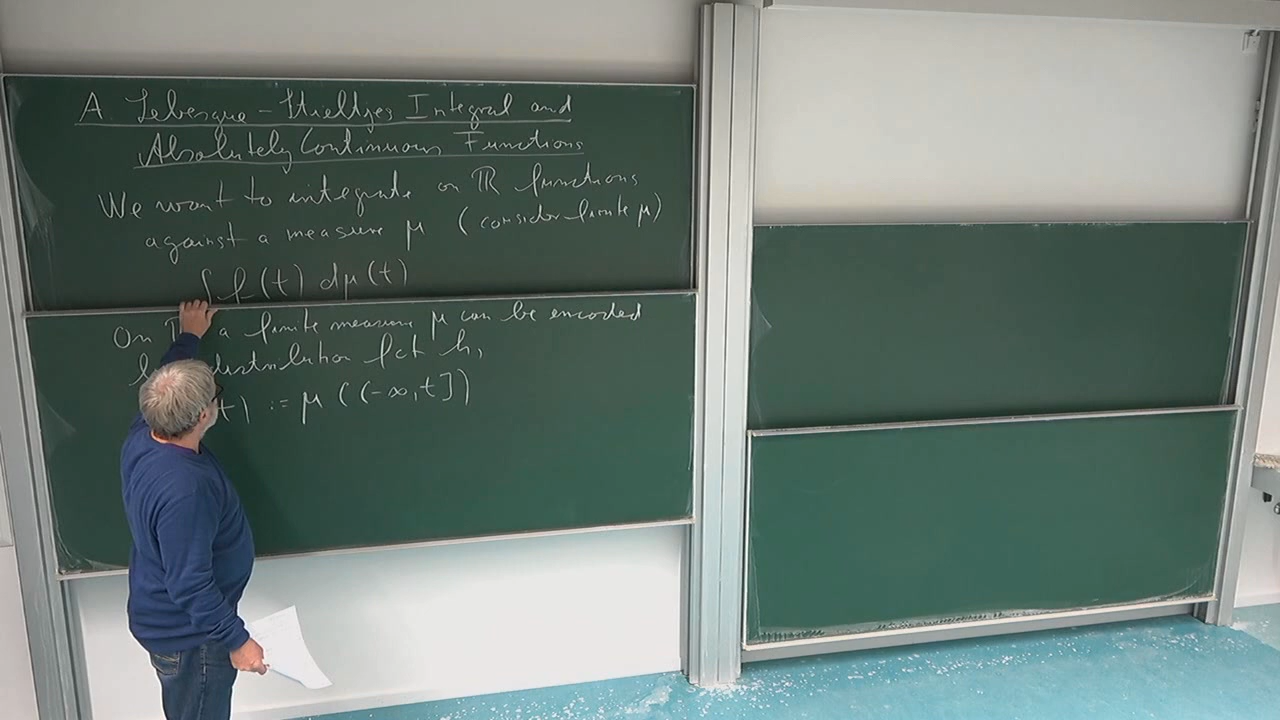 A. Lebesgue-Stieltjes Integral and
Absolutely Continuous Functions
We want to integrate on ℝ functions
against a measure μ (consider finite μ)
∫ f(t) dμ(t)
On ℝ a finite measure μ can be encoded
distribution fct h,
t) := μ((-∞,t])